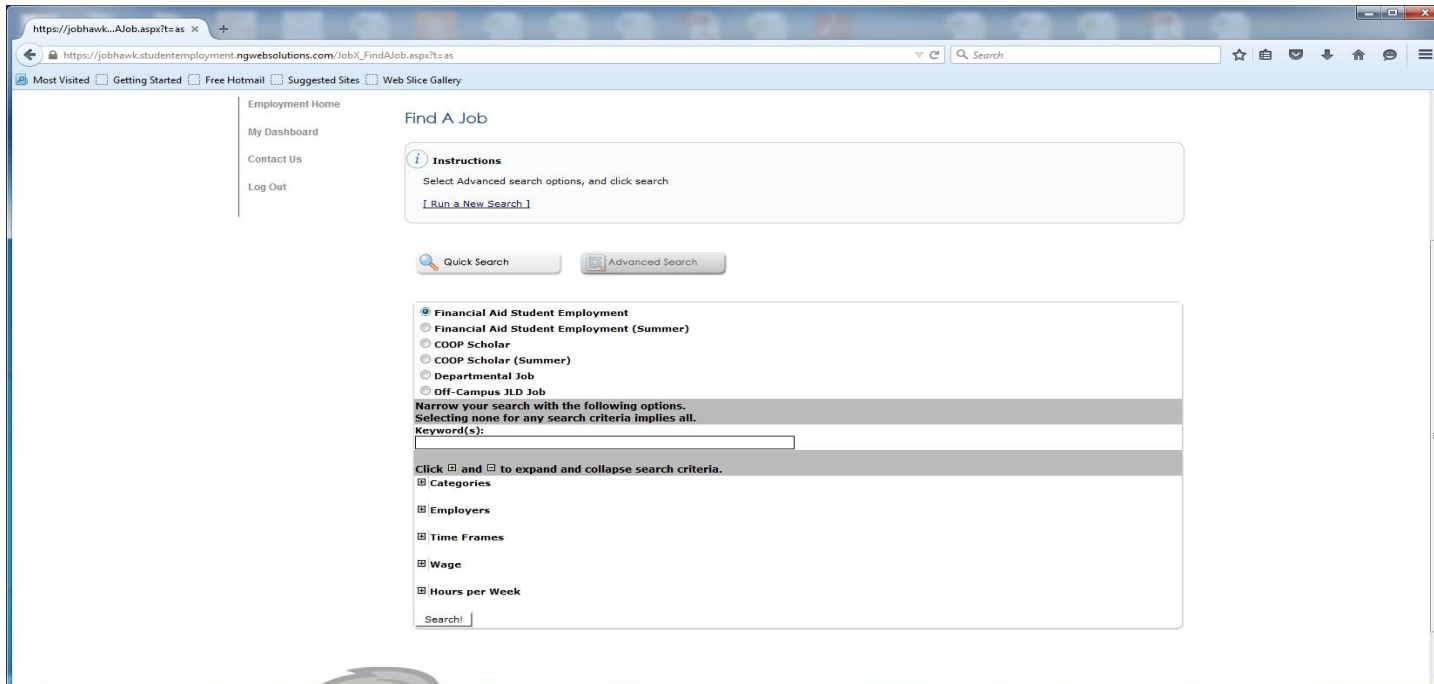 https://jobhawk...AJob.aspx?t=as × +
https://jobhawk.studentemployment.ngwebsolutions.com/JobX_FindAJob.aspx?t=as
Search
Most Visited Getting Started Free Hotmail Suggested Sites Web Slice Gallery
Employment Home
My Dashboard
Contact Us
Log Out
Find A Job
i Instructions
Select Advanced search options, and click search
[ Run a New Search ]
Quick Search Advanced Search
Financial Aid Student Employment
Financial Aid Student Employment (Summer)
COOP Scholar
COOP Scholar (Summer)
Departmental Job
Off-Campus JLD Job
Narrow your search with the following options.
Selecting none for any search criteria implies all.
Keyword(s):
Click ⊞ and ⊟ to expand and collapse search criteria.
⊞ Categories
⊞ Employers
⊞ Time Frames
⊞ Wage
⊞ Hours per Week
Search!